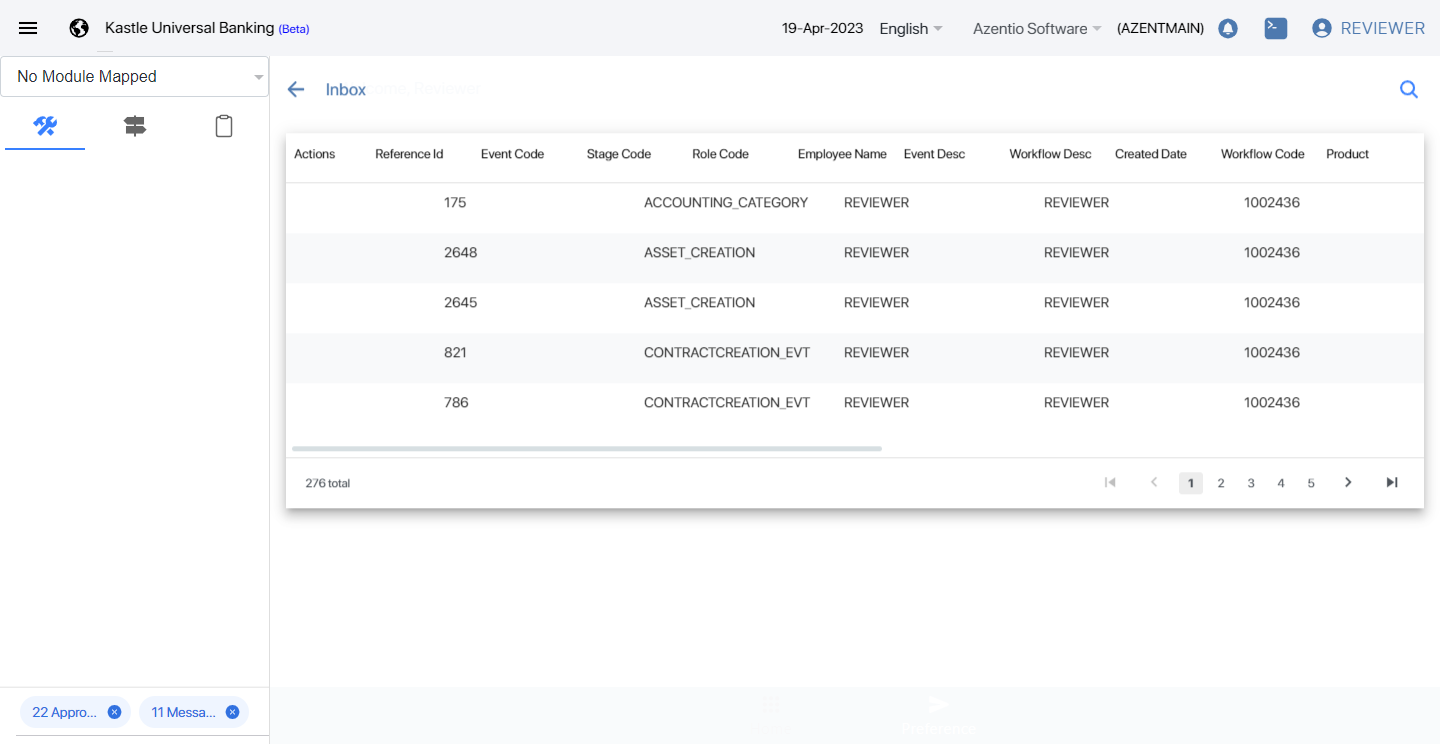 Kastle Universal Banking (Beta) 19-Apr-2023 English Azentio Software (AZENTMAIN) REVIEWER
No Module Mapped
Inbox
Actions Reference Id Event Code Stage Code Role Code Employee Name Event Desc Workflow Desc Created Date Workflow Code Product
175 ACCOUNTING_CATEGORY REVIEWER REVIEWER 1002436
2648 ASSET_CREATION REVIEWER REVIEWER 1002436
2645 ASSET_CREATION REVIEWER REVIEWER 1002436
821 CONTRACTCREATION_EVT REVIEWER REVIEWER 1002436
786 CONTRACTCREATION_EVT REVIEWER REVIEWER 1002436
276 total 1 2 3 4 5
22 Appro... 11 Messa...